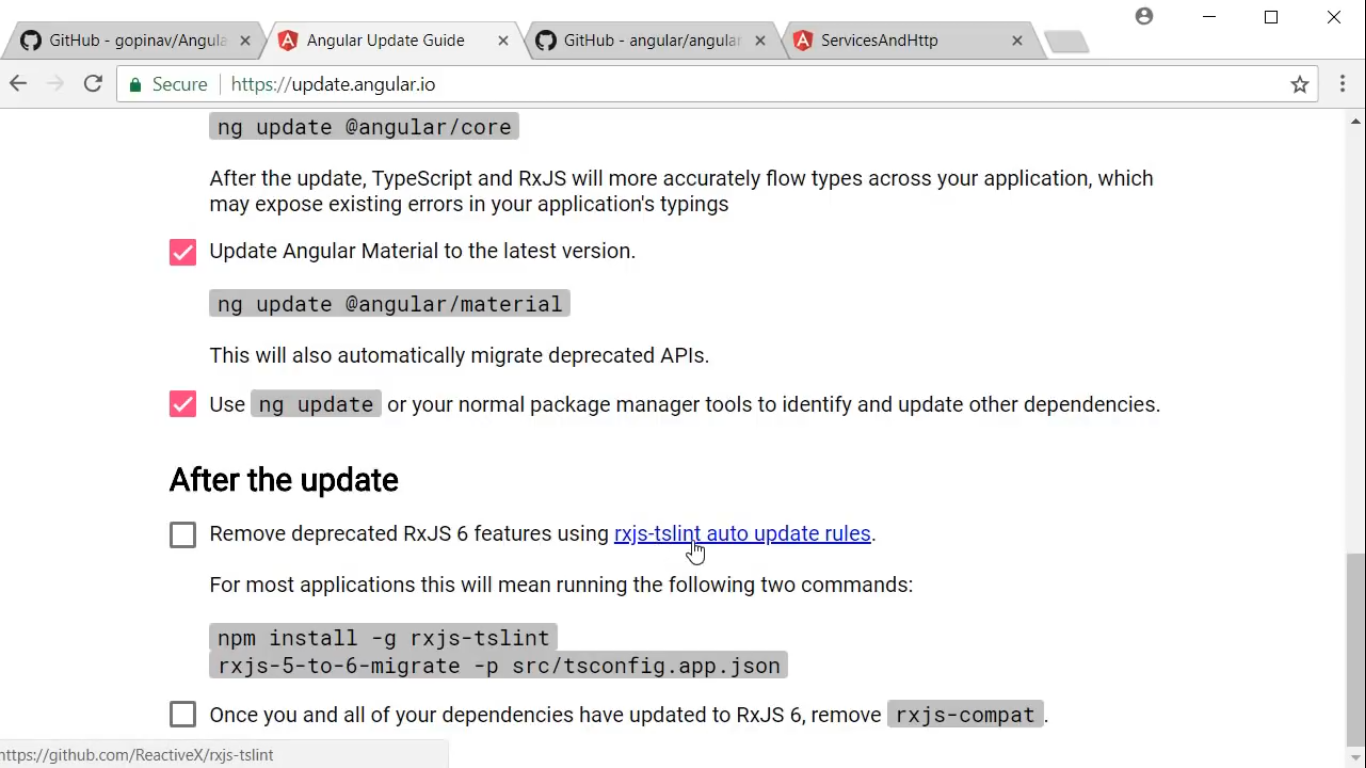 GitHub - gopinav/Angula
Angular Update Guide
GitHub - angular/angular
ServicesAndHttp
Secure
https://update.angular.io
ng update @angular/core
After the update, TypeScript and RxJS will more accurately flow types across your application, which
may expose existing errors in your application's typings
Update Angular Material to the latest version.
ng update @angular/material
This will also automatically migrate deprecated APIs.
Use ng update or your normal package manager tools to identify and update other dependencies.
After the update
Remove deprecated RxJS 6 features using rxjs-tslint auto update rules.
For most applications this will mean running the following two commands:
npm install -g rxjs-tslint
rxjs-5-to-6-migrate -p src/tsconfig.app.json
Once you and all of your dependencies have updated to RxJS 6, remove rxjs-compat.
https://github.com/ReactiveX/rxjs-tslint